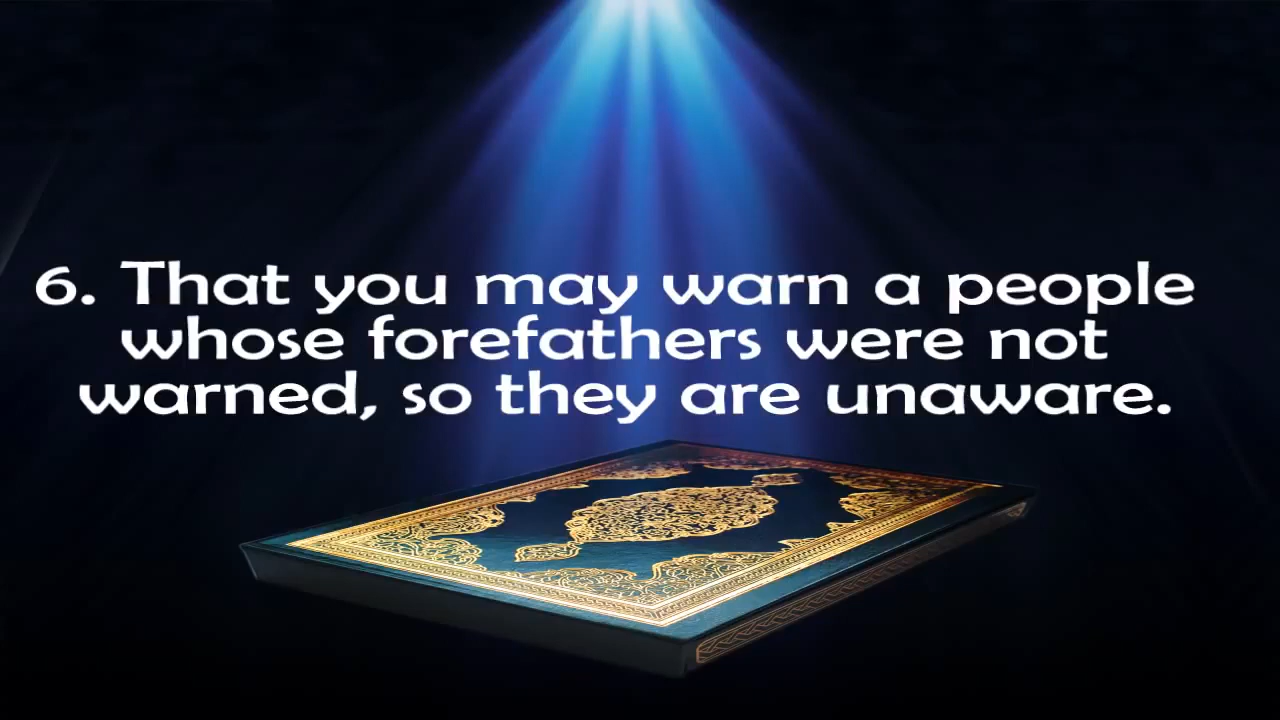 6. That you may warn a people
whose forefathers were not
warned, so they are unaware.